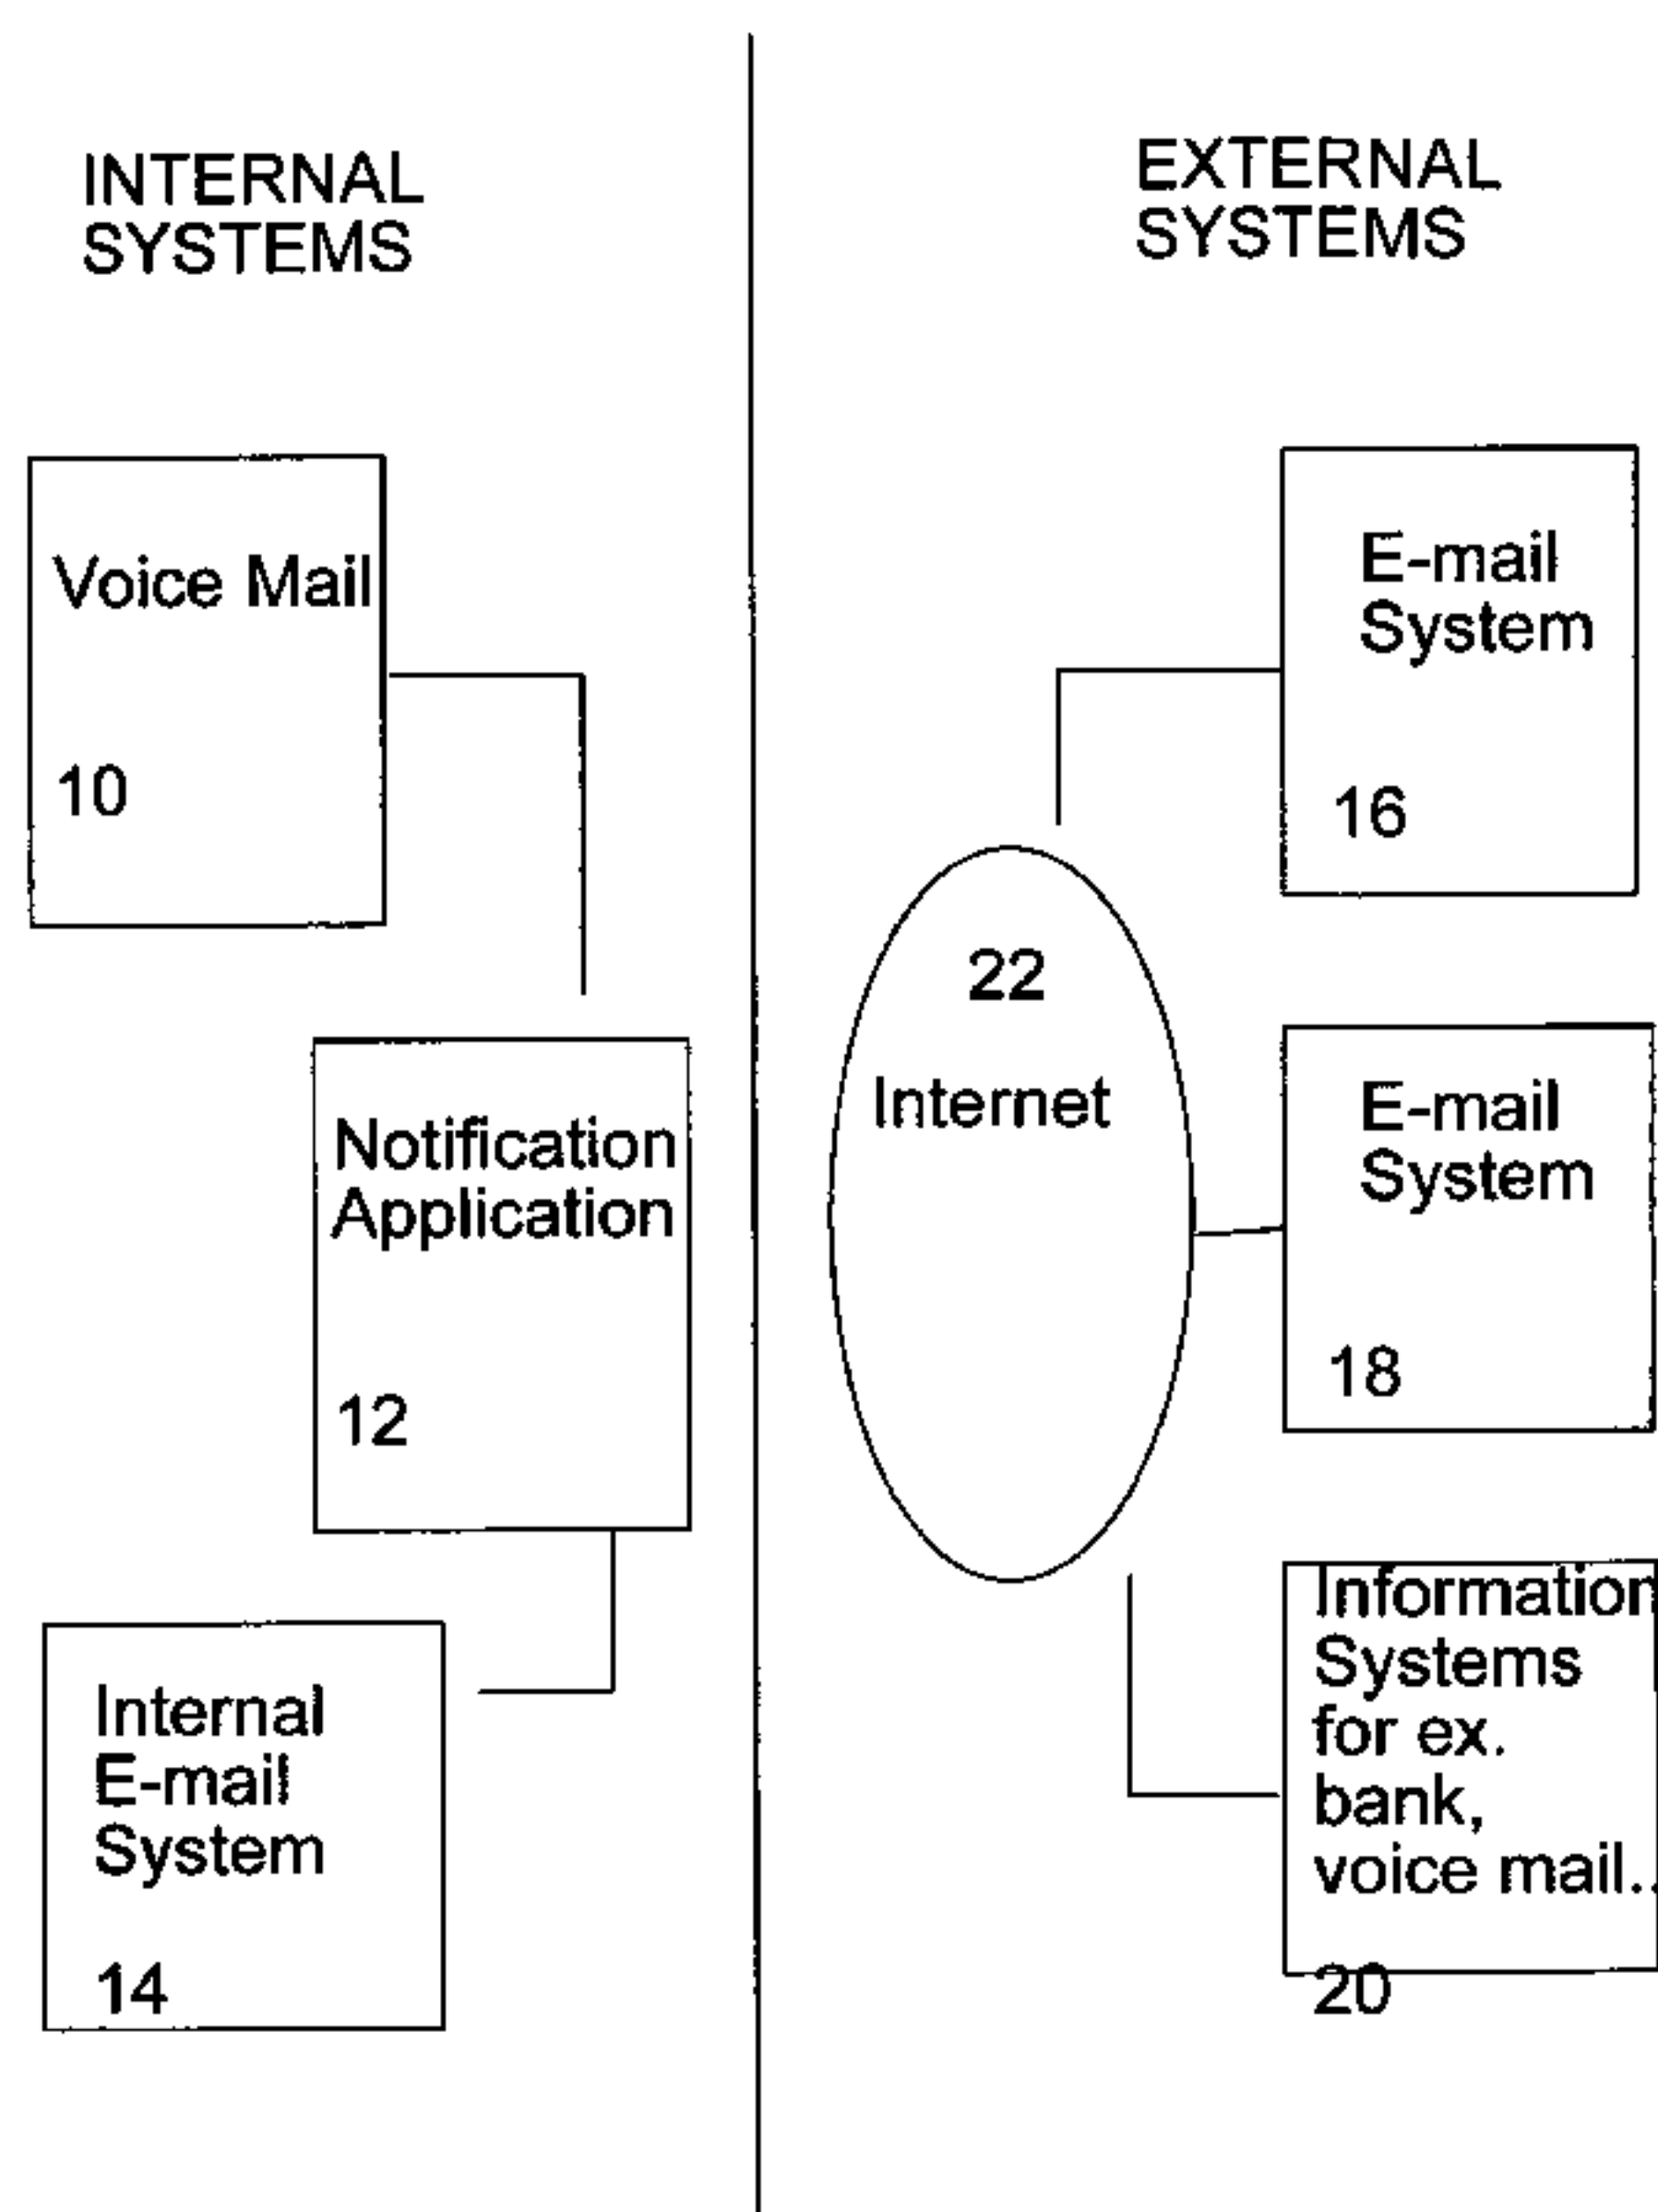 INTERNAL
SYSTEMS
EXTERNAL
SYSTEMS
Voice Mail
10
Notification
Application
12
Internal
E-mail
System
14
22
Internet
E-mail
System
16
E-mail
System
18
Information
Systems
for ex.
bank,
voice mail..
20